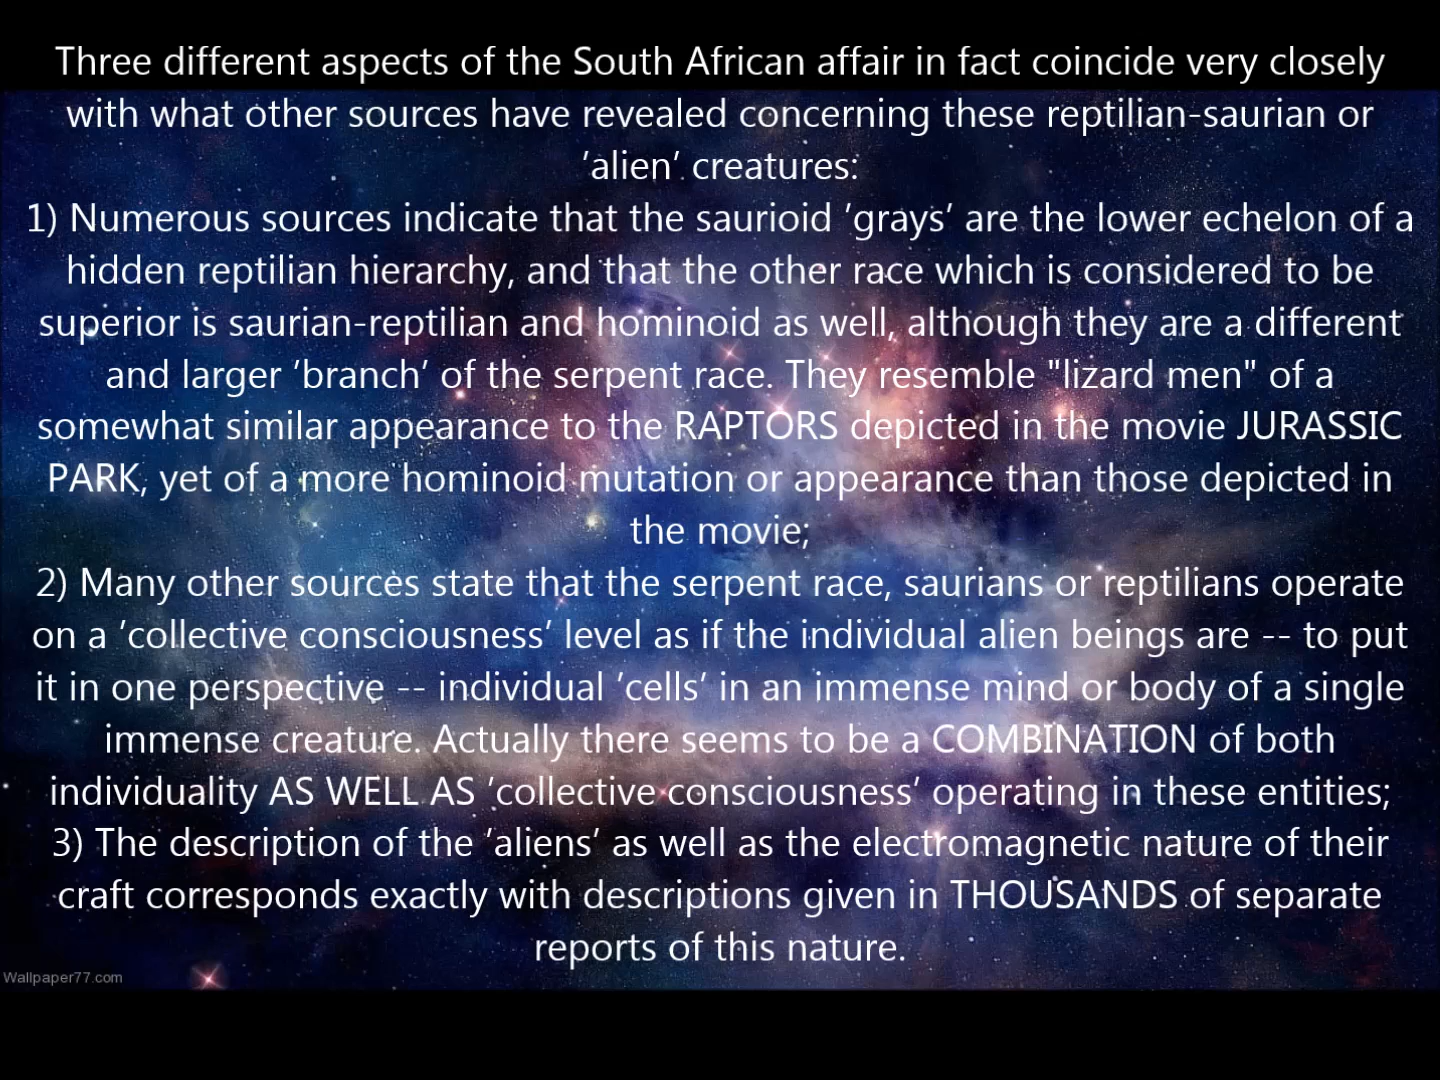 Three different aspects of the South African affair in fact coincide very closely
with what other sources have revealed concerning these reptilian-saurian or
'alien' creatures:
1) Numerous sources indicate that the saurioid 'grays' are the lower echelon of a
hidden reptilian hierarchy, and that the other race which is considered to be
superior is saurian-reptilian and hominoid as well, although they are a different
and larger 'branch' of the serpent race. They resemble "lizard men" of a
somewhat similar appearance to the RAPTORS depicted in the movie JURASSIC
PARK, yet of a more hominoid mutation or appearance than those depicted in
the movie;
2) Many other sources state that the serpent race, saurians or reptilians operate
on a 'collective consciousness' level as if the individual alien beings are -- to put
it in one perspective -- individual 'cells' in an immense mind or body of a single
immense creature. Actually there seems to be a COMBINATION of both
individuality AS WELL AS 'collective consciousness' operating in these entities;
3) The description of the 'aliens' as well as the electromagnetic nature of their
craft corresponds exactly with descriptions given in THOUSANDS of separate
reports of this nature.
Wallpaper77.com